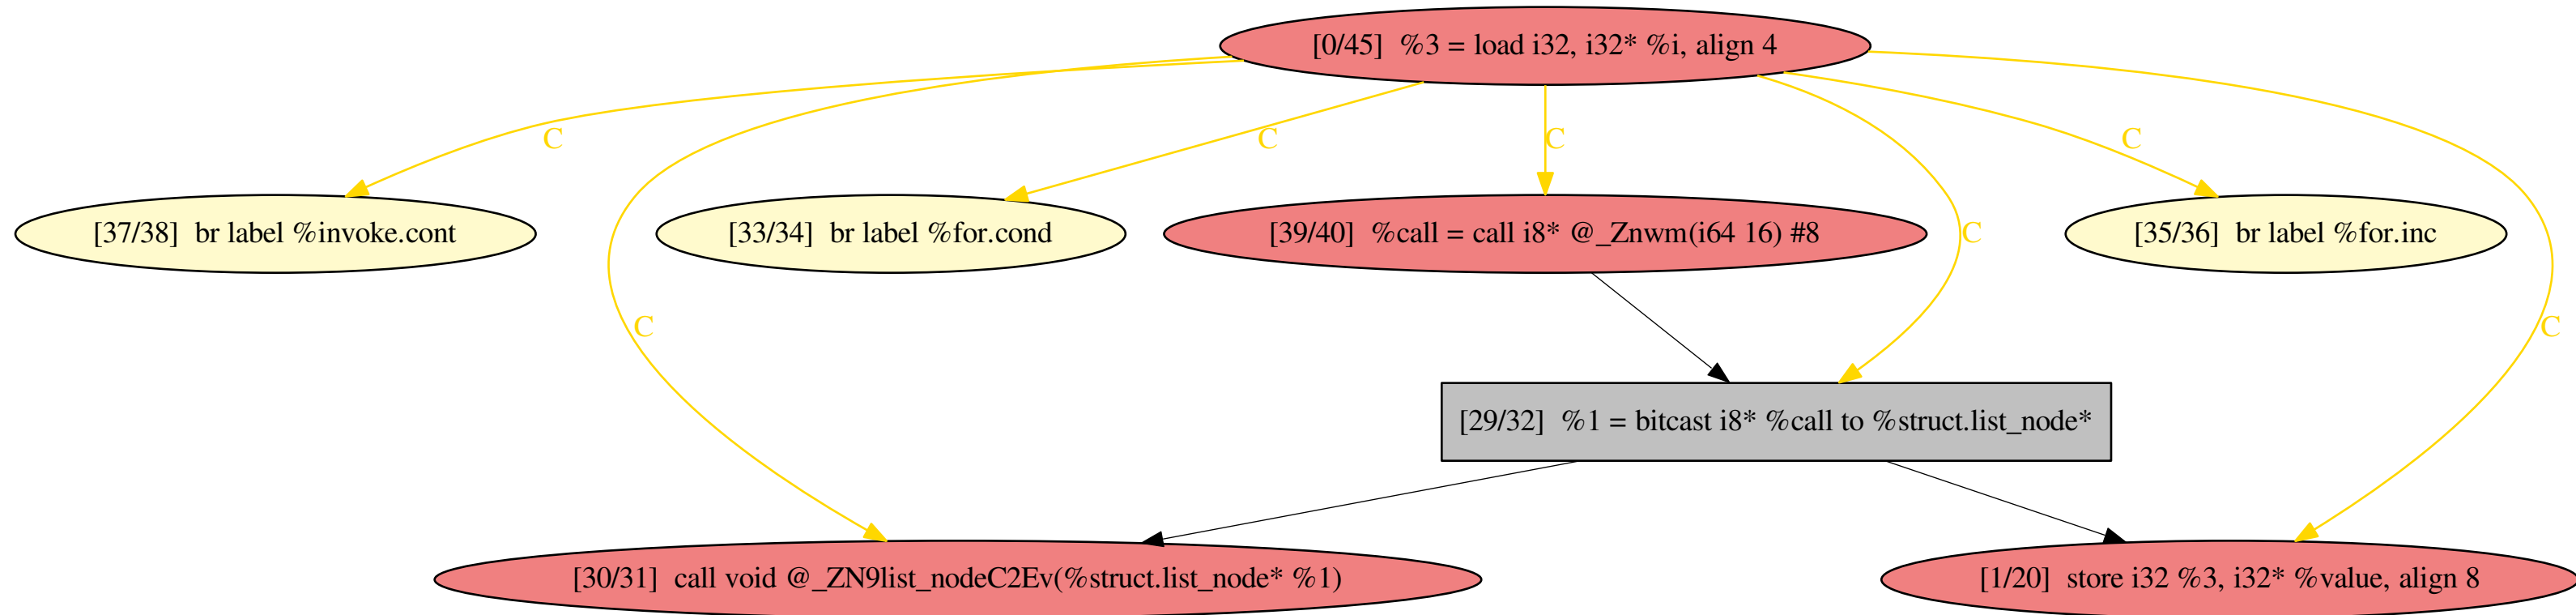 [0/45] %3 = load i32, i32* %i, align 4
C
C
C
C
[37/38] br label %invoke.cont
[33/34] br label %for.cond
[39/40] %call = call i8* @_Znwm(i64 16) #8
C
[35/36] br label %for.inc
C
C
[29/32] %1 = bitcast i8* %call to %struct.list_node*
[30/31] call void @_ZN9list_nodeC2Ev(%struct.list_node* %1)
[1/20] store i32 %3, i32* %value, align 8